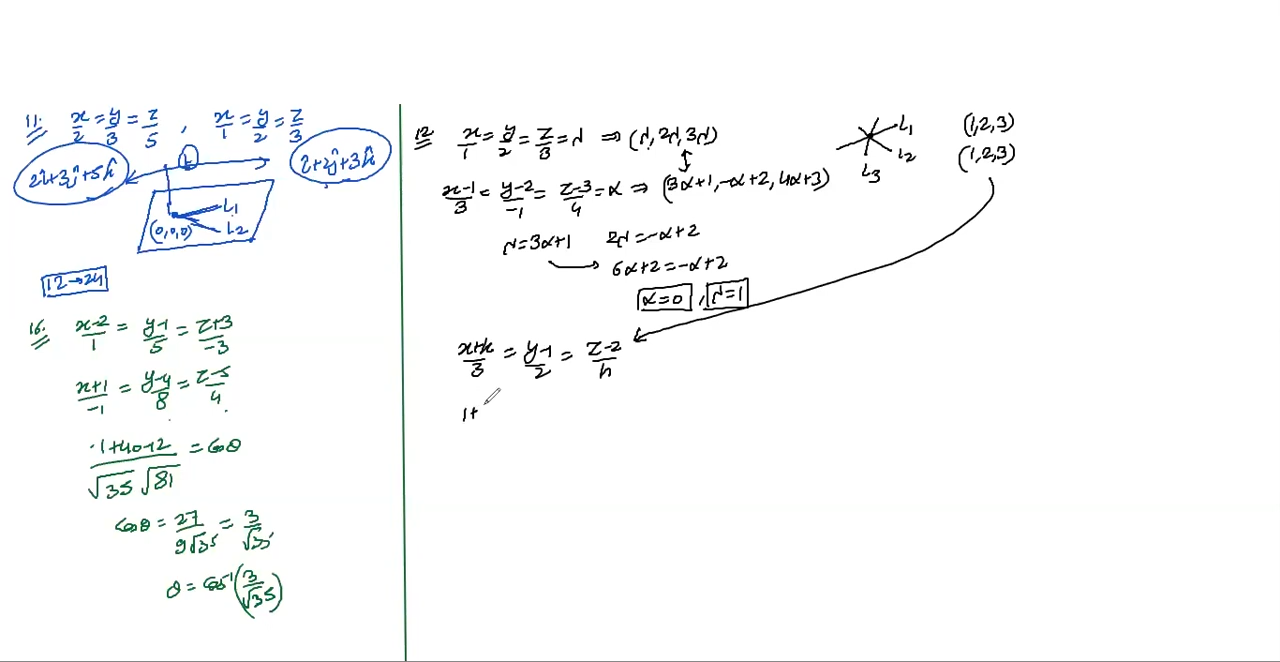 11. x/2 = y/3 = z/5 , x/1 = y/2 = z/3
2î+3ĵ+5k̂
î+2ĵ+3k̂
L1
(0,0,0) L2
12→24
16. x-2/1 = y-1/5 = z+3/-3
x+1/-1 = y-4/8 = z-5/4
-1+40-12/√35 √81 = cosθ
cosθ = 27/9√35 = 3/√35
θ = cos⁻¹(3/√35)
12 x/1 = y/2 = z/3 = λ ⇒ (λ, 2λ, 3λ)
x-1/3 = y-2/-1 = z-3/4 = α ⇒ (3α+1, -α+2, 4α+3)
λ=3α+1 2λ=-α+2
6α+2=-α+2
α=0 , λ=1
L1
L2
L3
(1,2,3)
(1,2,3)
x+k/3 = y-1/2 = z-2/h
1+